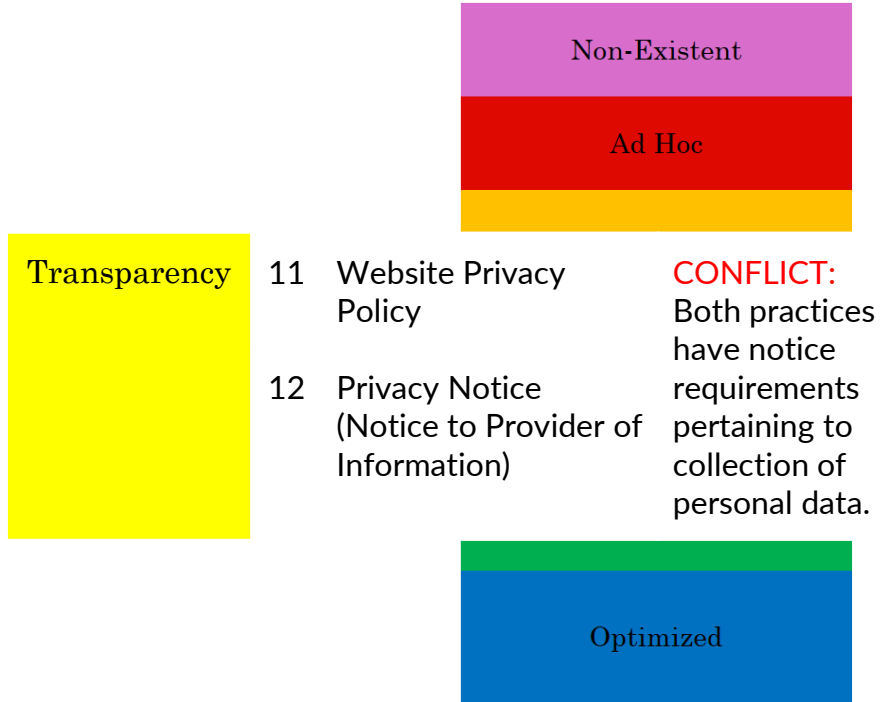 Non-Existent
Ad Hoc
Transparency
11 Website Privacy
Policy
12 Privacy Notice
(Notice to Provider of
Information)
CONFLICT:
Both practices
have notice
requirements
pertaining to
collection of
personal data.
Optimized